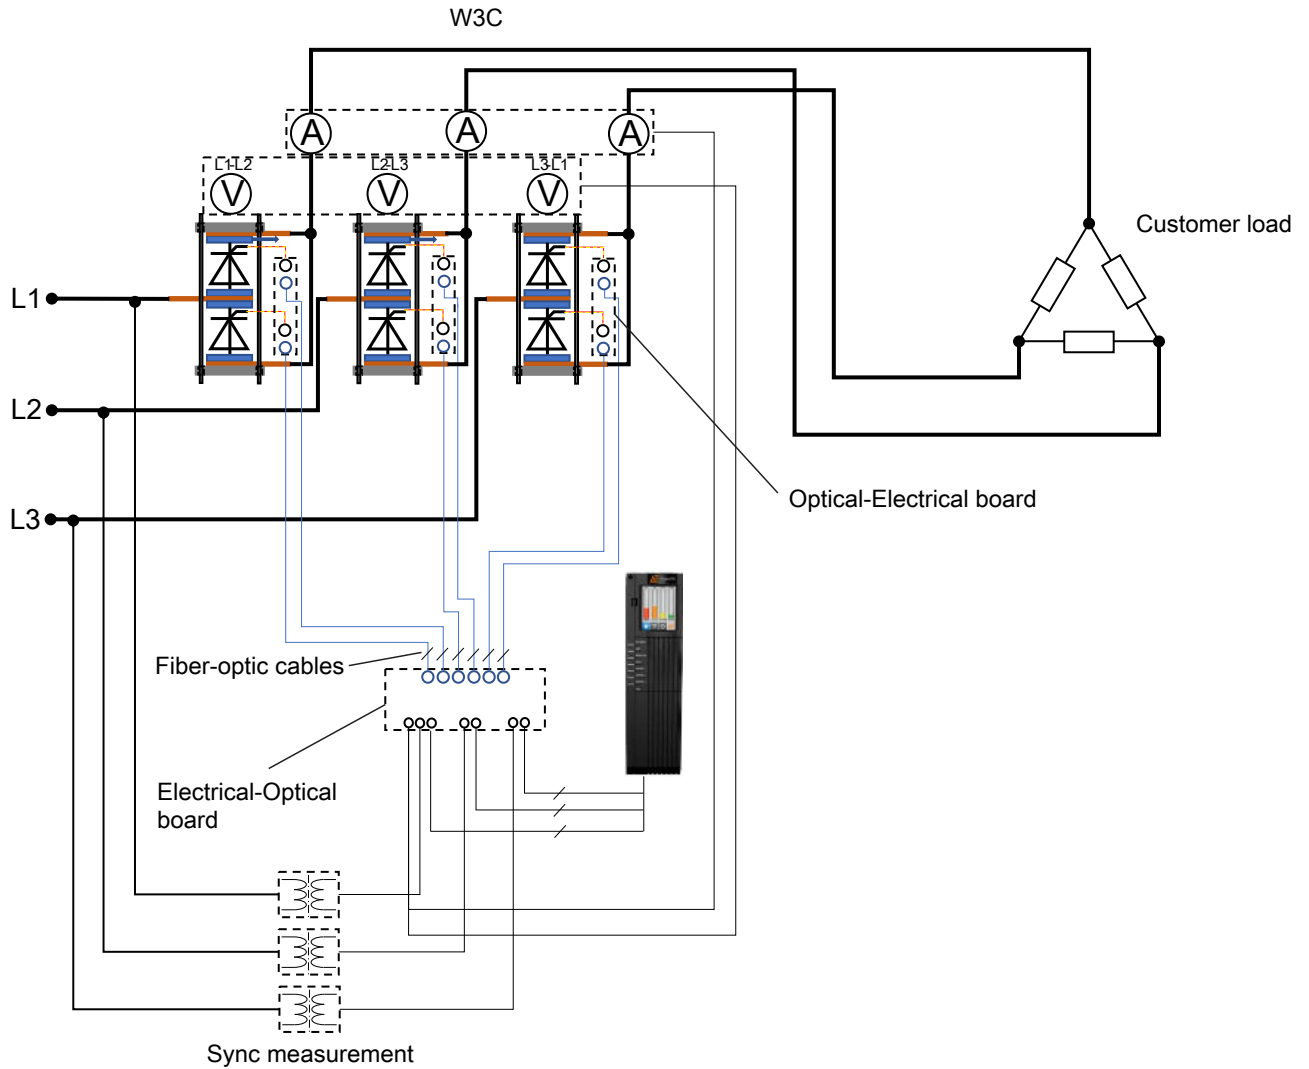 W3C
A
A
A
L1-L2
L2-L3
L3-L1
V
V
V
Customer load
L1
L2
Optical-Electrical board
L3
Fiber-optic cables
Electrical-Optical
board
Sync measurement